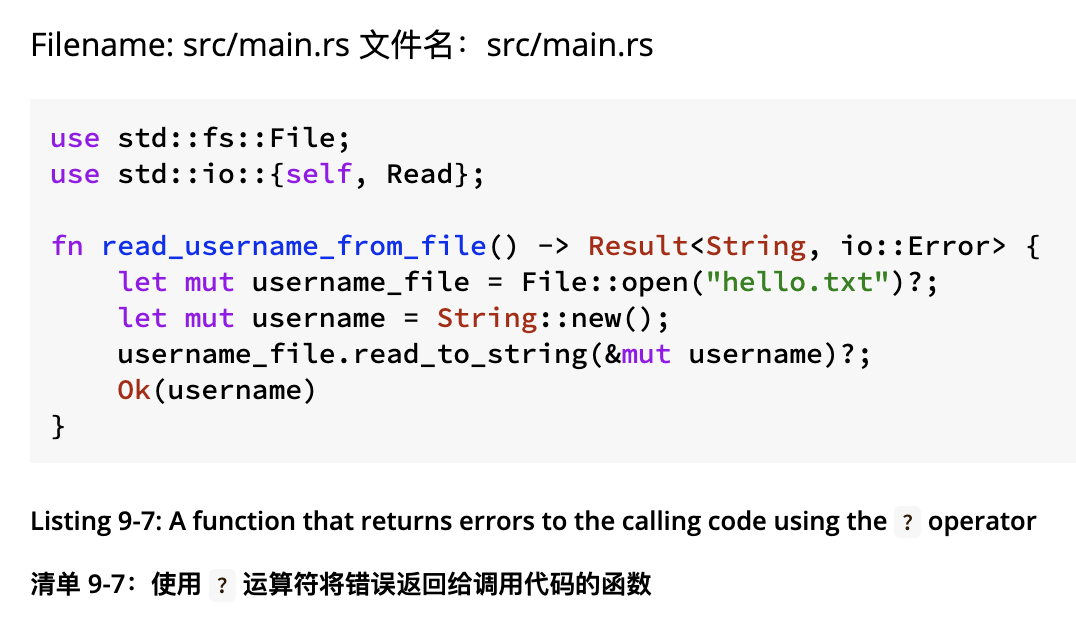 Filename: src/main.rs 文件名：src/main.rs
use std::fs::File;
use std::io::{self, Read};
fn read_username_from_file() -> Result<String, io::Error> {
    let mut username_file = File::open("hello.txt")?;
    let mut username = String::new();
    username_file.read_to_string(&mut username)?;
    Ok(username)
}
Listing 9-7: A function that returns errors to the calling code using the ? operator
清单 9-7：使用 ? 运算符将错误返回给调用代码的函数